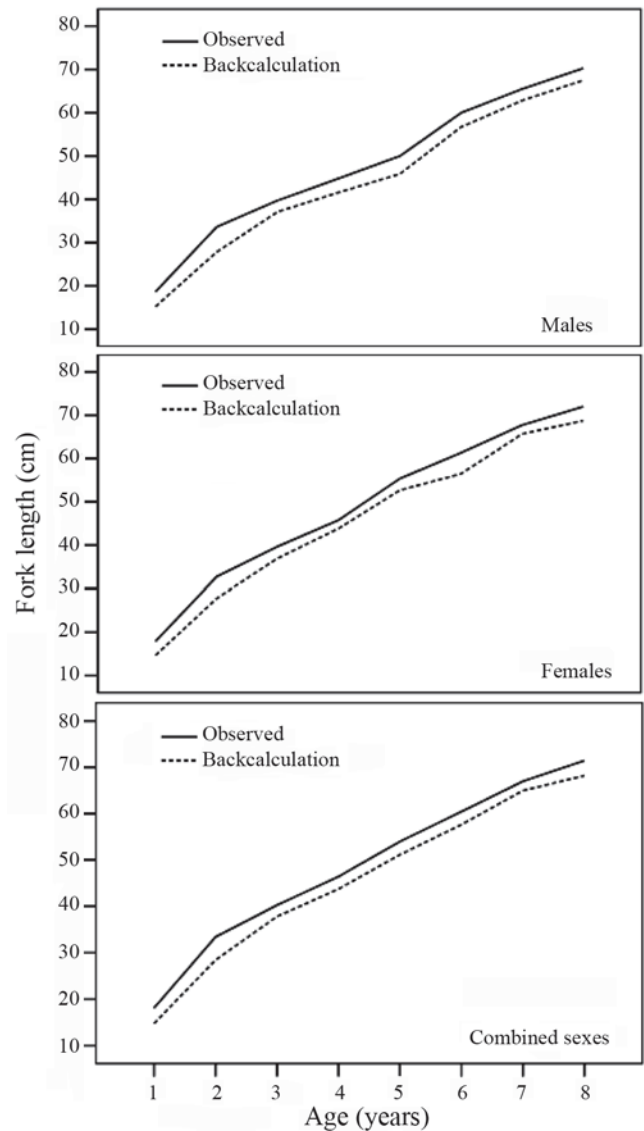 80
70
60
50
40
30
20
10
Observed
Backcalculation
Males
80
70
60
50
40
30
20
10
Observed
Backcalculation
Females
Fork length (cm)
80
70
60
50
40
30
20
10
Observed
Backcalculation
Combined sexes
1 2 3 4 5 6 7 8
Age (years)